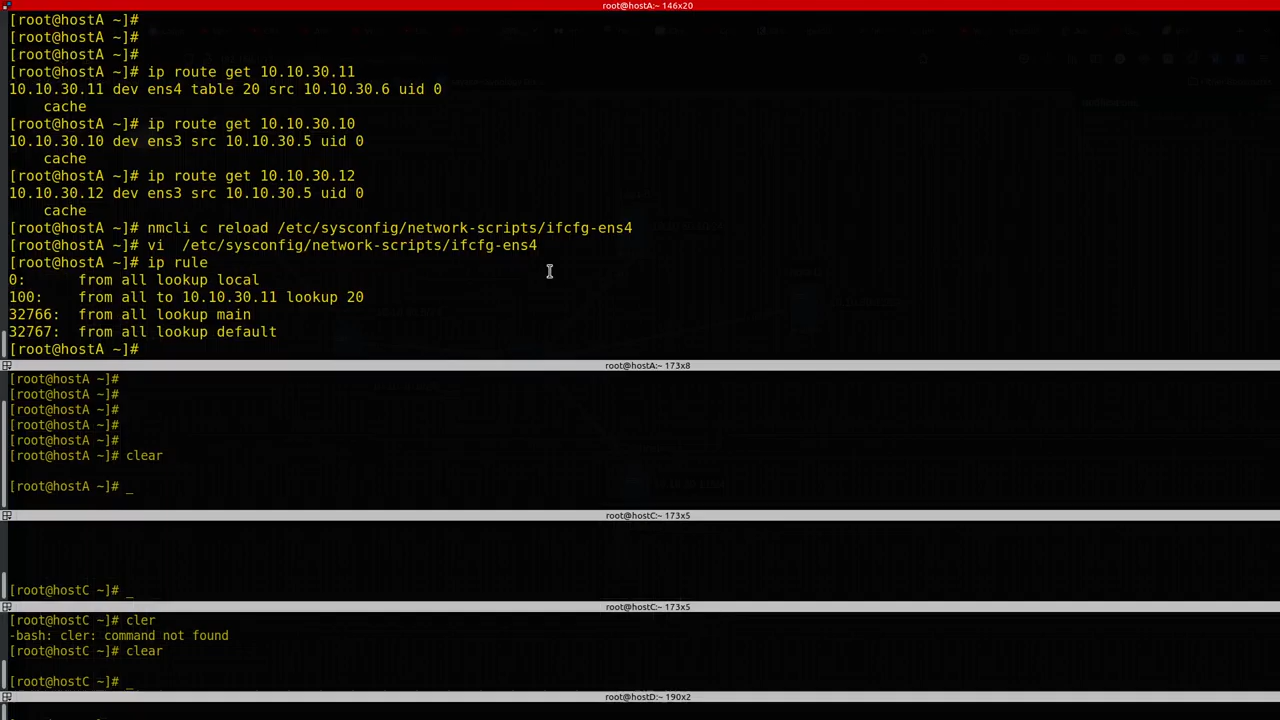 root@hostA:~ 146x20
[root@hostA ~]#
[root@hostA ~]#
[root@hostA ~]#
[root@hostA ~]# ip route get 10.10.30.11
10.10.30.11 dev ens4 table 20 src 10.10.30.6 uid 0
    cache
[root@hostA ~]# ip route get 10.10.30.10
10.10.30.10 dev ens3 src 10.10.30.5 uid 0
    cache
[root@hostA ~]# ip route get 10.10.30.12
10.10.30.12 dev ens3 src 10.10.30.5 uid 0
    cache
[root@hostA ~]# nmcli c reload /etc/sysconfig/network-scripts/ifcfg-ens4
[root@hostA ~]# vi  /etc/sysconfig/network-scripts/ifcfg-ens4
[root@hostA ~]# ip rule
0:      from all lookup local
100:    from all to 10.10.30.11 lookup 20
32766:  from all lookup main
32767:  from all lookup default
[root@hostA ~]#
root@hostA:~ 173x8
[root@hostA ~]#
[root@hostA ~]#
[root@hostA ~]#
[root@hostA ~]#
[root@hostA ~]#
[root@hostA ~]# clear
[root@hostA ~]# _
root@hostC:~ 173x5
[root@hostC ~]# _
root@hostC:~ 173x5
[root@hostC ~]# cler
-bash: cler: command not found
[root@hostC ~]# clear
[root@hostC ~]# _
root@hostD:~ 190x2